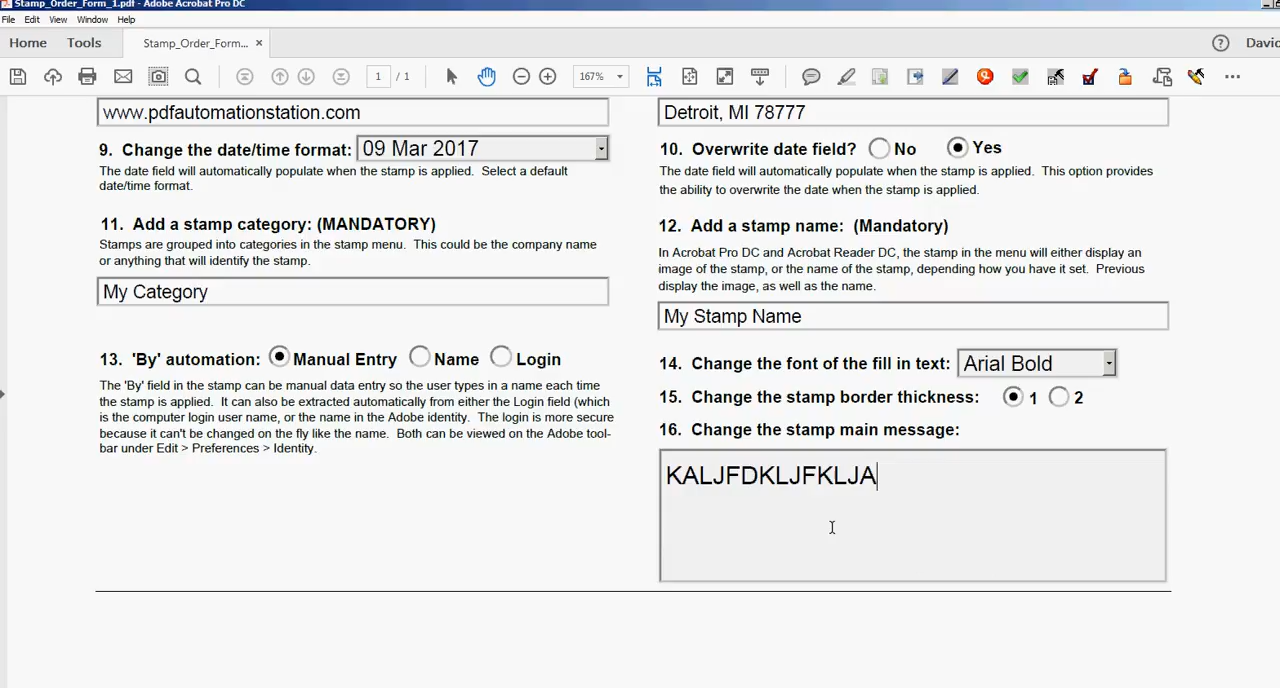 Stamp_Order_Form_1.pdf - Adobe Acrobat Pro DC
File Edit View Window Help
Home Tools Stamp_Order_Form... × ? Davic
1 / 1 167%
www.pdfautomationstation.com
Detroit, MI 78777
9. Change the date/time format: 09 Mar 2017
The date field will automatically populate when the stamp is applied. Select a default
date/time format.
10. Overwrite date field? No Yes
The date field will automatically populate when the stamp is applied. This option provides
the ability to overwrite the date when the stamp is applied.
11. Add a stamp category: (MANDATORY)
Stamps are grouped into categories in the stamp menu. This could be the company name
or anything that will identify the stamp.
My Category
12. Add a stamp name: (Mandatory)
In Acrobat Pro DC and Acrobat Reader DC, the stamp in the menu will either display an
image of the stamp, or the name of the stamp, depending how you have it set. Previous
display the image, as well as the name.
My Stamp Name
13. 'By' automation: Manual Entry Name Login
The 'By' field in the stamp can be manual data entry so the user types in a name each time
the stamp is applied. It can also be extracted automatically from either the Login field (which
is the computer login user name, or the name in the Adobe identity. The login is more secure
because it can't be changed on the fly like the name. Both can be viewed on the Adobe tool-
bar under Edit > Preferences > Identity.
14. Change the font of the fill in text: Arial Bold
15. Change the stamp border thickness: 1 2
16. Change the stamp main message:
KALJFDKLJFKLJA